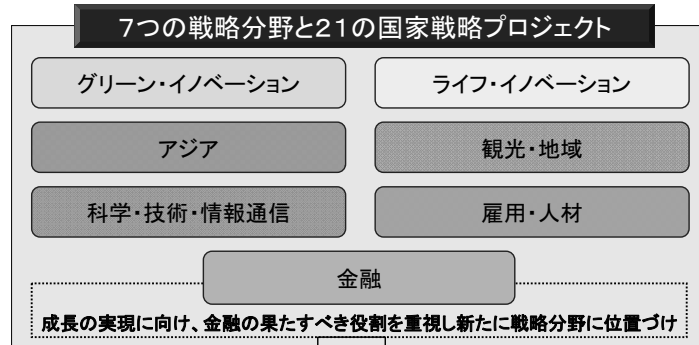 7つの戦略分野と21の国家戦略プロジェクト
グリーン・イノベーション
ライフ・イノベーション
アジア
観光・地域
科学・技術・情報通信
雇用・人材
金融
成長の実現に向け、金融の果たすべき役割を重視し新たに戦略分野に位置づけ